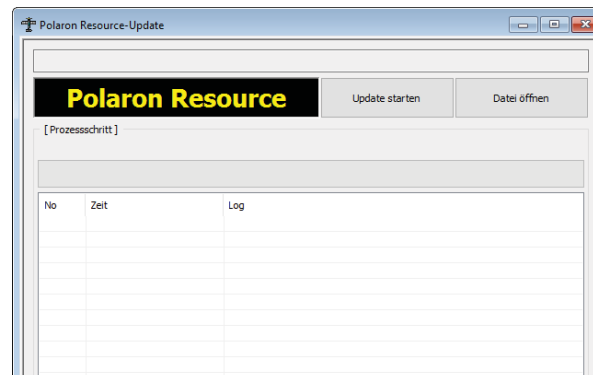 Polaron Resource-Update
Polaron Resource
Update starten
Datei öffnen
[ Prozessschritt ]
No Zeit Log